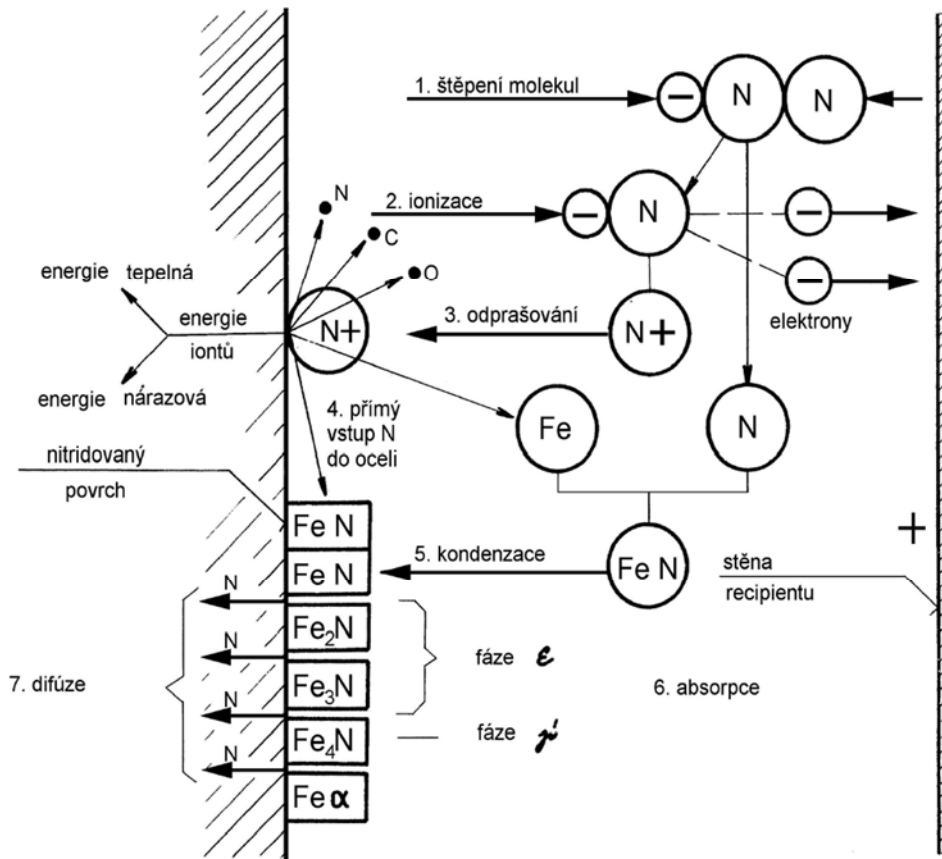 1. štěpení molekul
−
N
N
N
2. ionizace
−
N
−
C
O
−
energie tepelná
energie
iontů
N+
3. odprašování
N+
elektrony
energie nárazová
4. přímý
vstup N
do oceli
Fe
N
nitridovaný
povrch
Fe N
+
Fe N
5. kondenzace
Fe N
stěna
recipientu
N
Fe₂N
N
fáze ε
7. difúze
Fe₃N
6. absorpce
N
Fe₄N
fáze γ'
N
Fe α